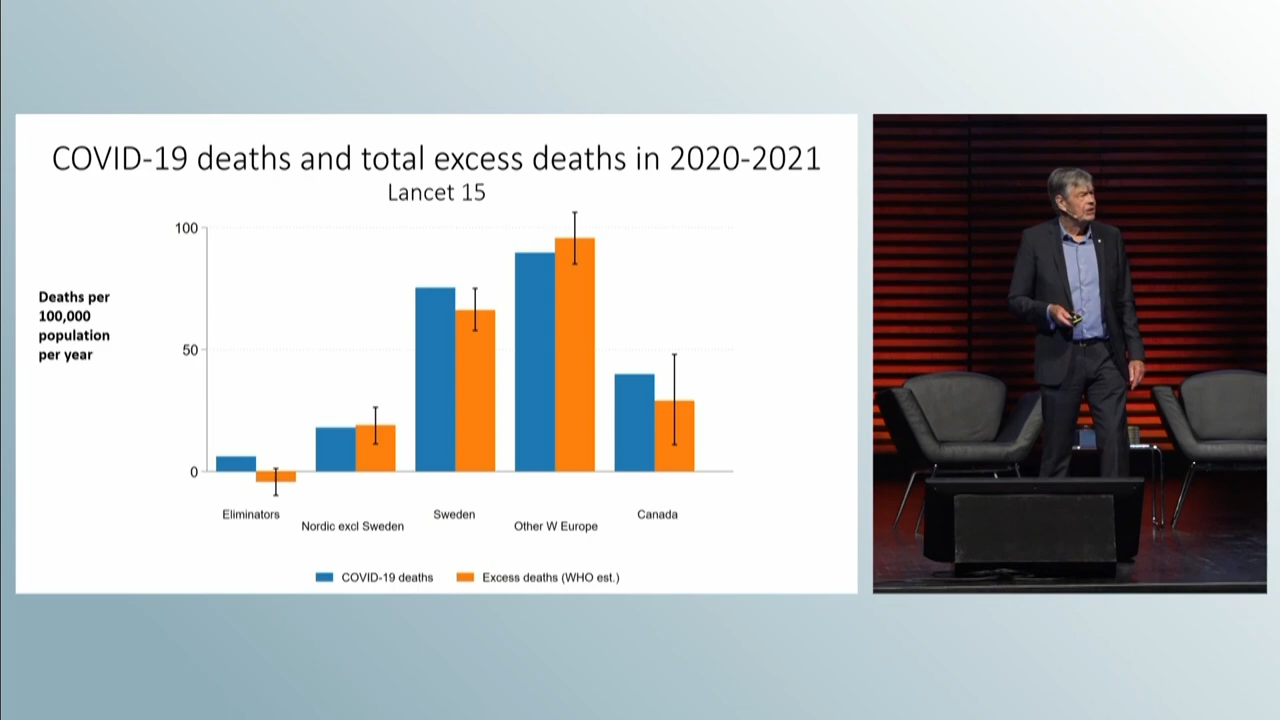 COVID-19 deaths and total excess deaths in 2020-2021
Lancet 15
Deaths per
100,000
population
per year
100
50
0
Eliminators
Nordic excl Sweden
Sweden
Other W Europe
Canada
COVID-19 deaths
Excess deaths (WHO est.)